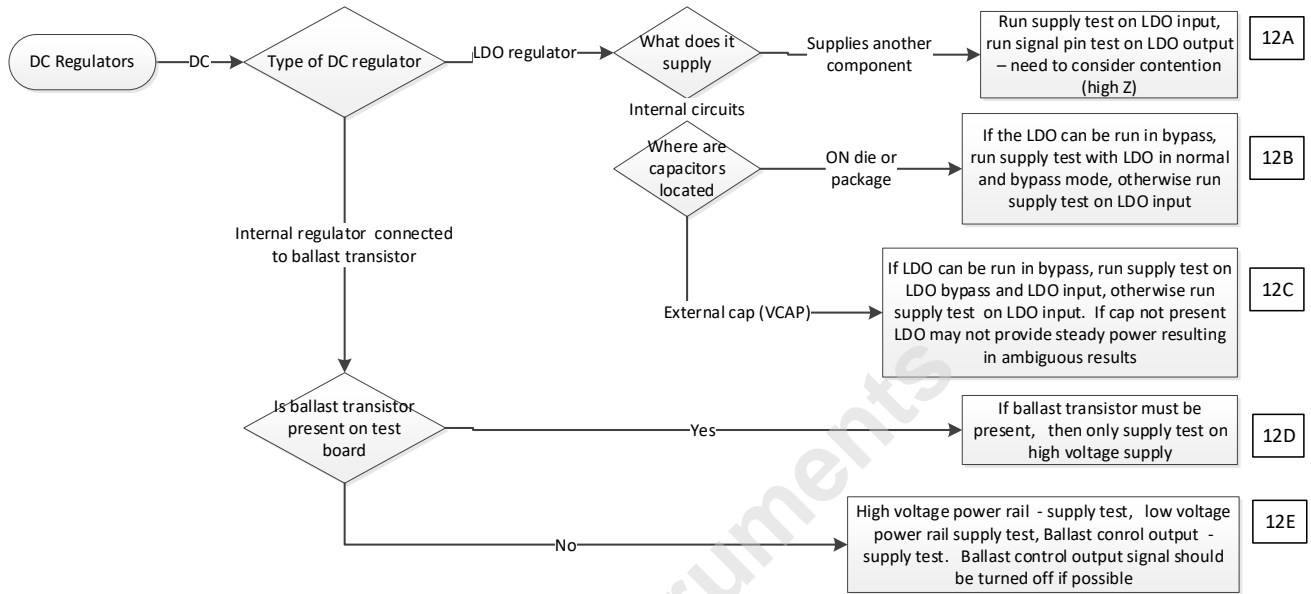 DC Regulators
DC
Type of DC regulator
LDO regulator
What does it
supply
Supplies another
component
Run supply test on LDO input,
run signal pin test on LDO output
– need to consider contention
(high Z)
12A
Internal circuits
Where are
capacitors
located
ON die or
package
If the LDO can be run in bypass,
run supply test with LDO in normal
and bypass mode, otherwise run
supply test on LDO input
12B
Internal regulator connected
to ballast transistor
External cap (VCAP)
If LDO can be run in bypass, run supply test on
LDO bypass and LDO input, otherwise run
supply test on LDO input. If cap not present
LDO may not provide steady power resulting
in ambiguous results
12C
Is ballast transistor
present on test
board
Yes
If ballast transistor must be
present, then only supply test on
high voltage supply
12D
No
High voltage power rail - supply test, low voltage
power rail supply test, Ballast conrol output -
supply test. Ballast control output signal should
be turned off if possible
12E
ruments